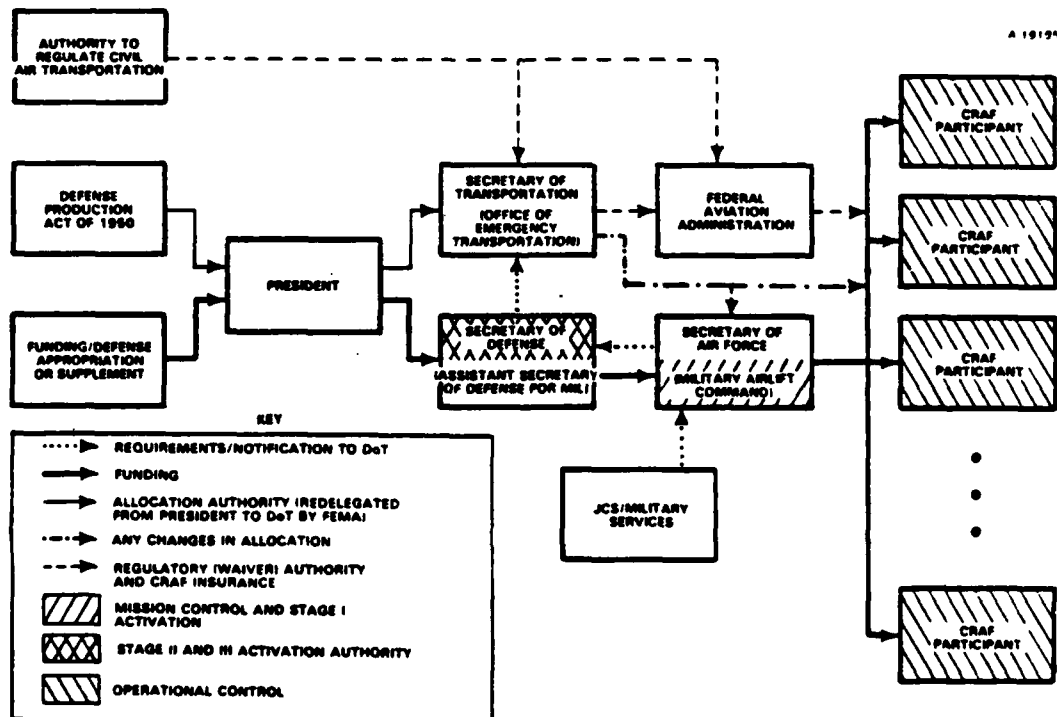 A 19195
AUTHORITY TO
REGULATE CIVIL
AIR TRANSPORTATION
DEFENSE
PRODUCTION
ACT OF 1950
FUNDING/DEFENSE
APPROPRIATION
OR SUPPLEMENT
PRESIDENT
SECRETARY OF
TRANSPORTATION
(OFFICE OF
EMERGENCY
TRANSPORTATION)
FEDERAL
AVIATION
ADMINISTRATION
SECRETARY OF
DEFENSE
(ASSISTANT SECRETARY
OF DEFENSE FOR MIL)
SECRETARY OF
AIR FORCE
(MILITARY AIRLIFT
COMMAND)
JCS/MILITARY
SERVICES
CRAF
PARTICIPANT
CRAF
PARTICIPANT
CRAF
PARTICIPANT
CRAF
PARTICIPANT
KEY
REQUIREMENTS/NOTIFICATION TO DoT
FUNDING
ALLOCATION AUTHORITY (REDELEGATED
FROM PRESIDENT TO DoT BY FEMA)
ANY CHANGES IN ALLOCATION
REGULATORY (WAIVER) AUTHORITY
AND CRAF INSURANCE
MISSION CONTROL AND STAGE I
ACTIVATION
STAGE II AND III ACTIVATION AUTHORITY
OPERATIONAL CONTROL